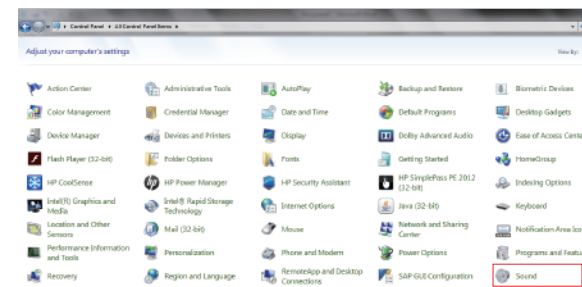 Control Panel ▸ All Control Panel Items ▸
Adjust your computer's settings
View by:
Action Center
Administrative Tools
AutoPlay
Backup and Restore
Biometric Devices
Color Management
Credential Manager
Date and Time
Default Programs
Desktop Gadgets
Device Manager
Devices and Printers
Display
Dolby Advanced Audio
Ease of Access Cente
Flash Player (32-bit)
Folder Options
Fonts
Getting Started
HomeGroup
HP CoolSense
HP Power Manager
HP Security Assistant
HP SimplePass PE 2012
(32-bit)
Indexing Options
Intel(R) Graphics and
Media
Intel® Rapid Storage
Technology
Internet Options
Java (32-bit)
Keyboard
Location and Other
Sensors
Mail (32-bit)
Mouse
Network and Sharing
Center
Notification Area Ico
Performance Information
and Tools
Personalization
Phone and Modem
Power Options
Programs and Featu
Recovery
Region and Language
RemoteApp and Desktop
Connections
SAP GUI Configuration
Sound